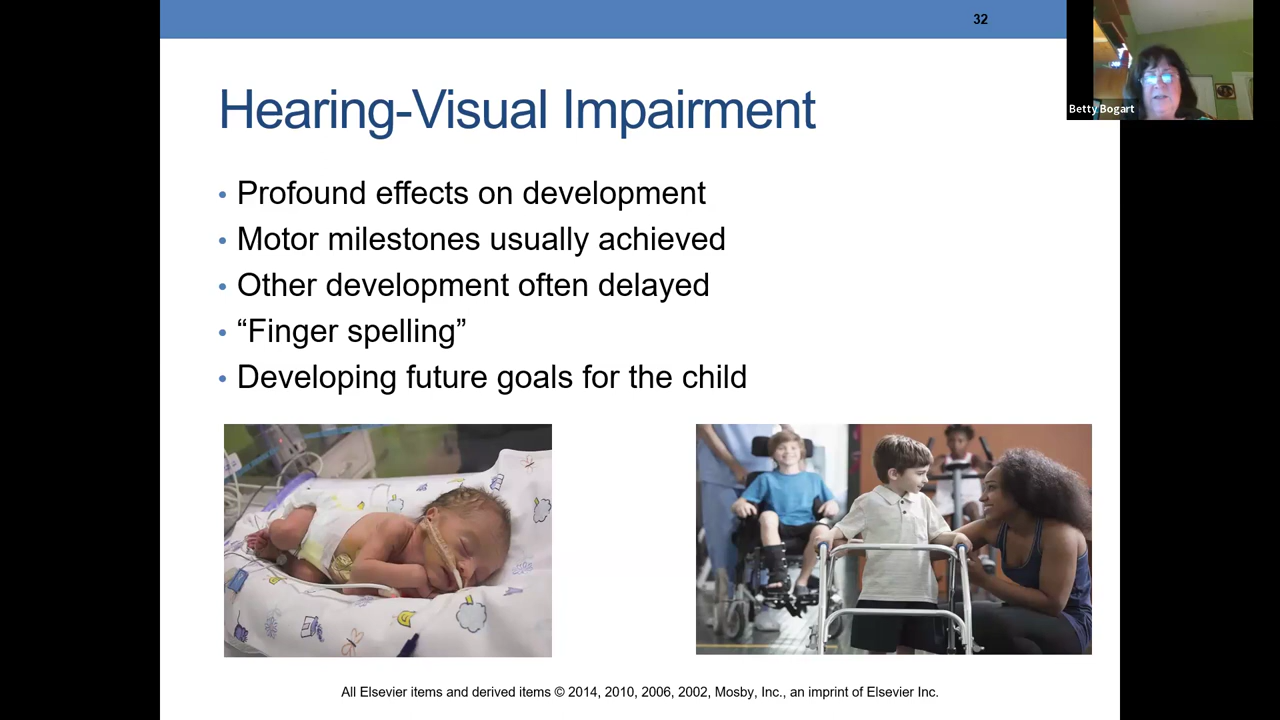 32
Betty Bogart
Hearing-Visual Impairment
• Profound effects on development
• Motor milestones usually achieved
• Other development often delayed
• “Finger spelling”
• Developing future goals for the child
All Elsevier items and derived items © 2014, 2010, 2006, 2002, Mosby, Inc., an imprint of Elsevier Inc.